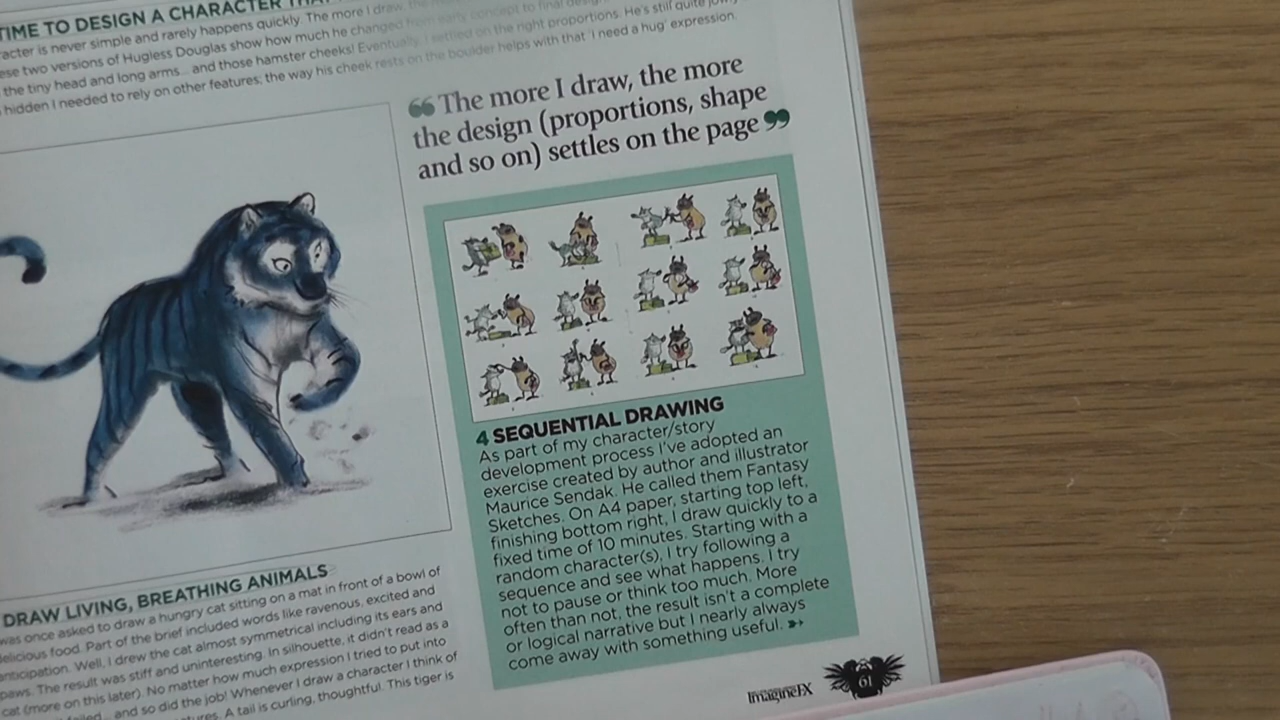 TIME TO DESIGN A CHARACTER
acter is never simple and rarely happens quickly. The more I draw, the
ese two versions of Hugless Douglas show how much he changed from early concept to final design.
the tiny head and long arms... and those hamster cheeks! Eventually, I settled on the right proportions. He's still quite
hidden I needed to rely on other features; the way his cheek rests on the boulder helps with that 'I need a hug' expression.
“The more I draw, the more
the design (proportions, shape
and so on) settles on the page”
4 SEQUENTIAL DRAWING
As part of my character/story
development process I've adopted an
exercise created by author and illustrator
Maurice Sendak. He called them Fantasy
Sketches. On A4 paper, starting top left,
finishing bottom right, I draw quickly to a
fixed time of 10 minutes. Starting with a
random character(s), I try following a
sequence and see what happens. I try
not to pause or think too much. More
often than not, the result isn't a complete
or logical narrative but I nearly always
come away with something useful.
DRAW LIVING, BREATHING ANIMALS
was once asked to draw a hungry cat sitting on a mat in front of a bowl of
elicious food. Part of the brief included words like ravenous, excited and
anticipation. Well, I drew the cat almost symmetrical including its ears and
paws. The result was stiff and uninteresting. In silhouette, it didn't read as a
cat (more on this later). No matter how much expression I tried to put into
failed... and so did the job! Whenever I draw a character I think of
A tail is curling, thoughtful. This tiger is
ImagineFX
61